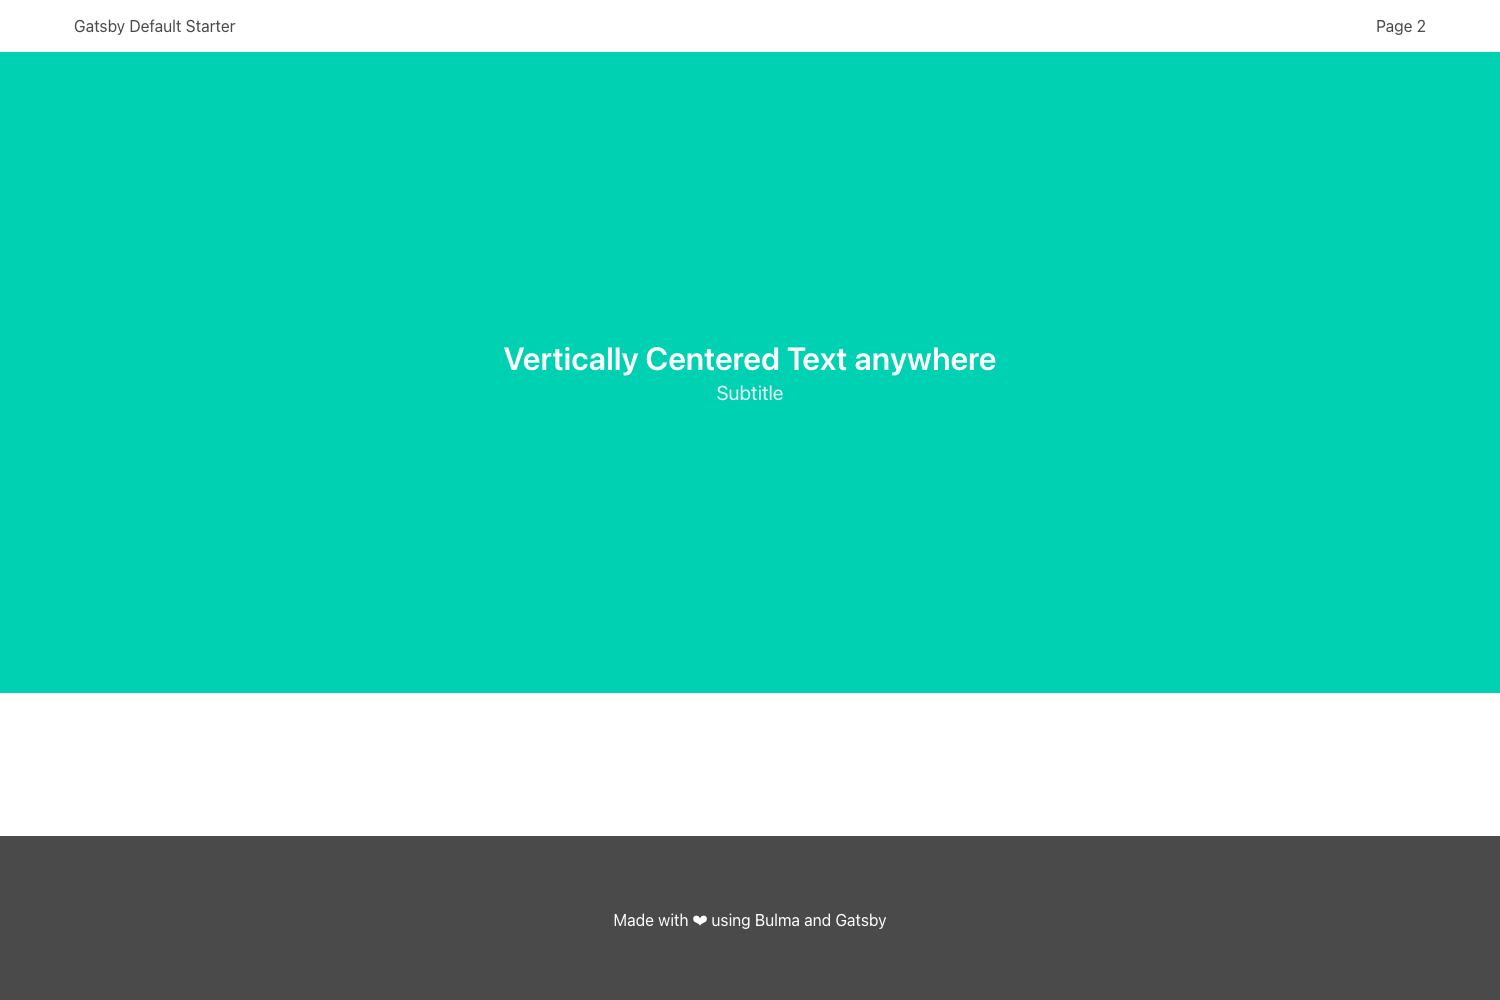 Gatsby Default Starter
Page 2
Vertically Centered Text anywhere
Subtitle
Made with ❤ using Bulma and Gatsby